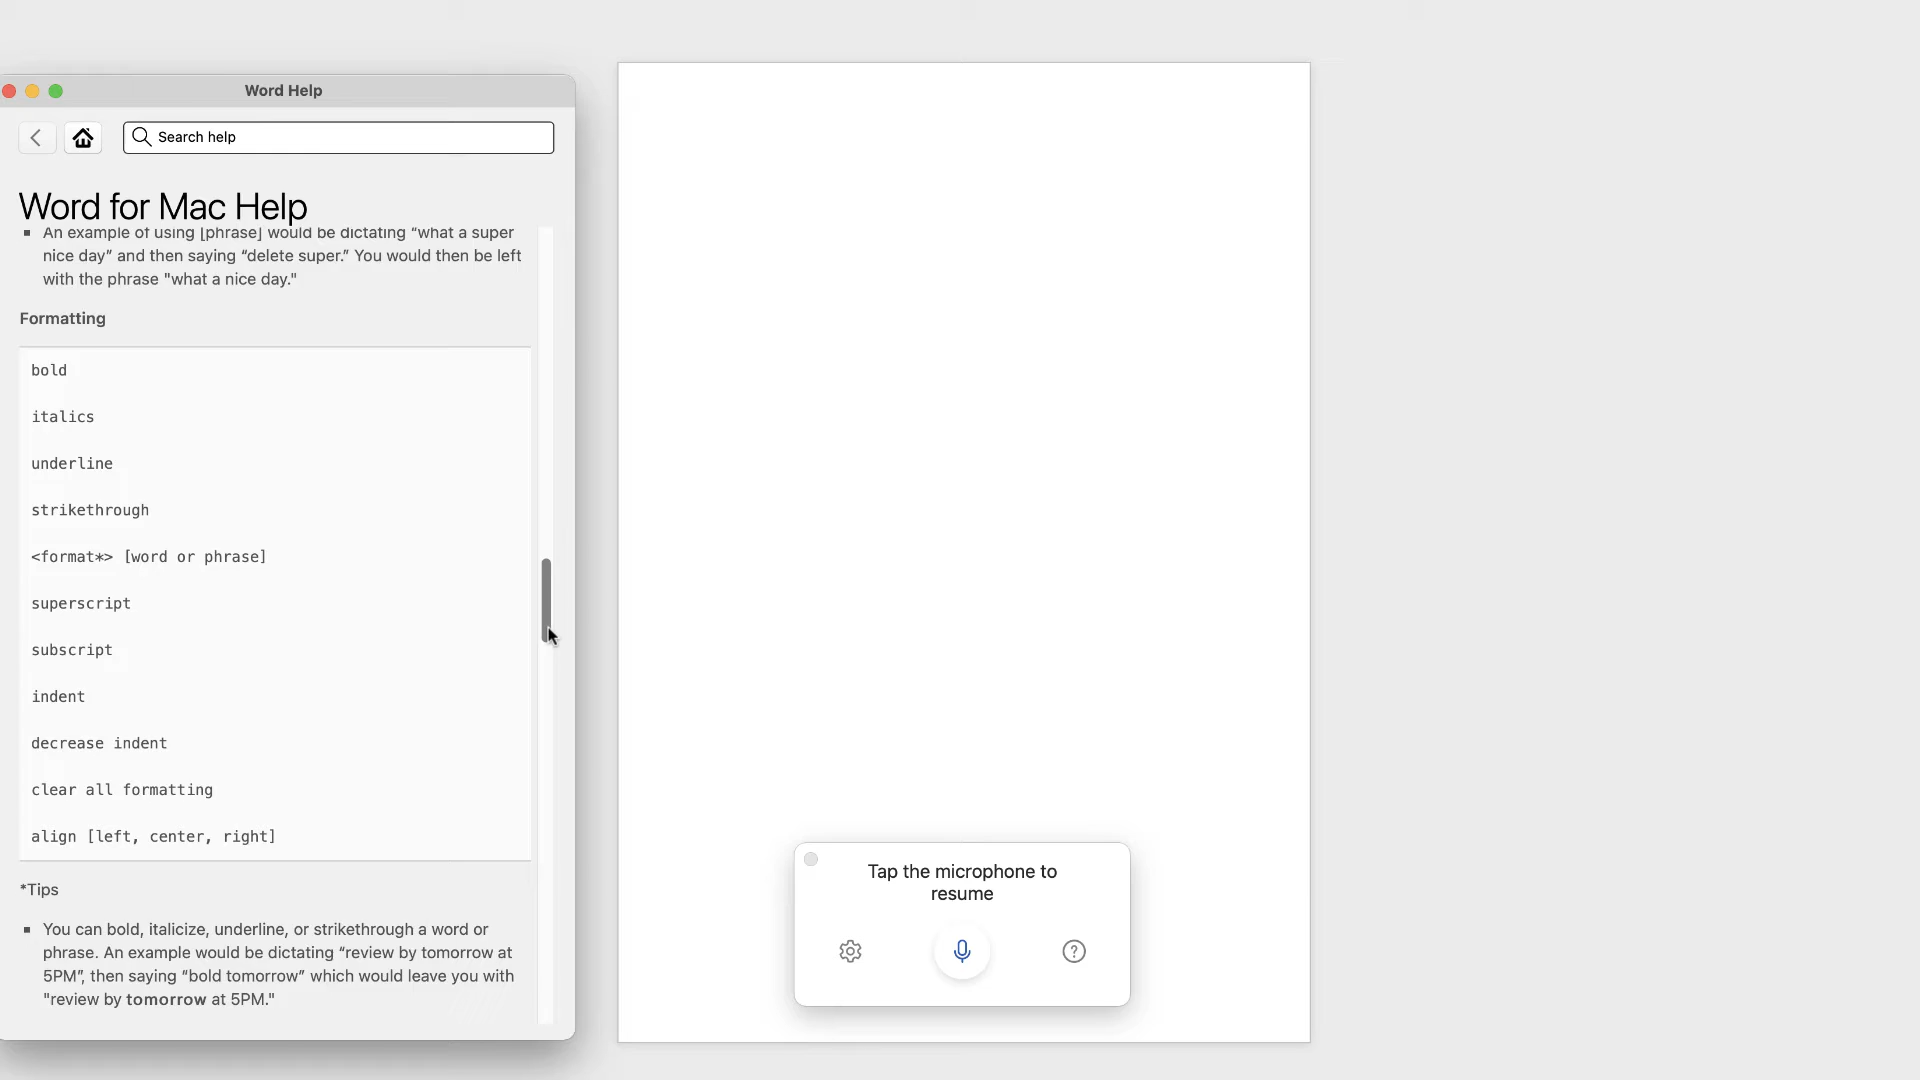 Word Help
Search help
Word for Mac Help
▪ An example of using [phrase] would be dictating “what a super
nice day” and then saying “delete super.” You would then be left
with the phrase "what a nice day."
Formatting
bold
italics
underline
strikethrough
<format*> [word or phrase]
superscript
subscript
indent
decrease indent
clear all formatting
align [left, center, right]
*Tips
▪ You can bold, italicize, underline, or strikethrough a word or
phrase. An example would be dictating “review by tomorrow at
5PM”, then saying “bold tomorrow” which would leave you with
"review by tomorrow at 5PM."
Tap the microphone to
resume